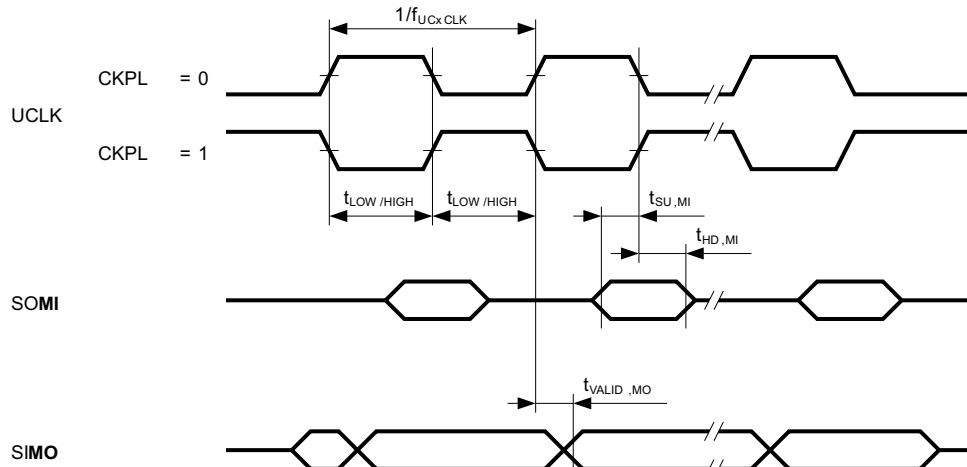 1/fUCxCLK
CKPL = 0
UCLK
CKPL = 1
tLOW /HIGH tLOW /HIGH tSU ,MI
tHD ,MI
SOMI
tVALID ,MO
SIMO